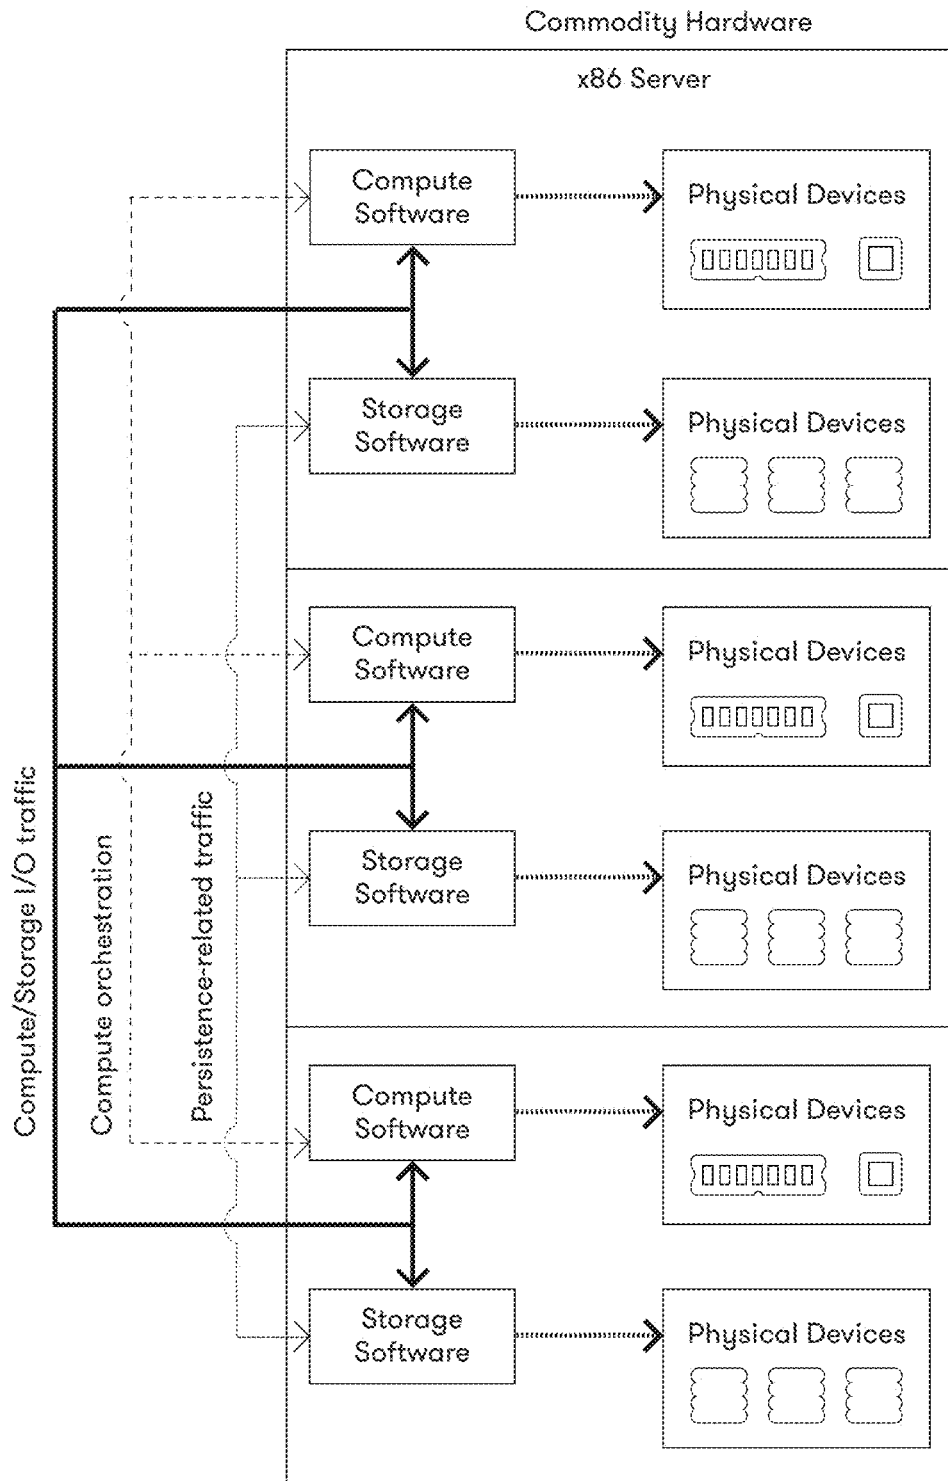 Commodity Hardware
x86 Server
Compute
Software
Physical Devices
Storage
Software
Physical Devices
Compute
Software
Physical Devices
Storage
Software
Physical Devices
Compute
Software
Physical Devices
Storage
Software
Physical Devices
Compute/Storage I/O traffic
Compute orchestration
Persistence-related traffic